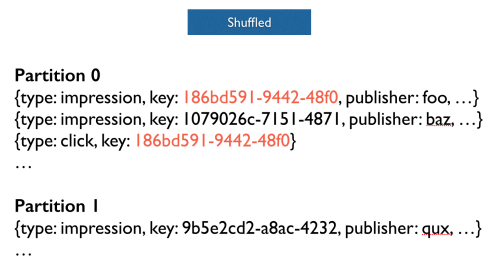 Shuffled
Partition 0
{type: impression, key: 186bd591-9442-48f0, publisher: foo, …}
{type: impression, key: 1079026c-7151-4871, publisher: baz, …}
{type: click, key: 186bd591-9442-48f0}
…
Partition 1
{type: impression, key: 9b5e2cd2-a8ac-4232, publisher: qux, …}
…